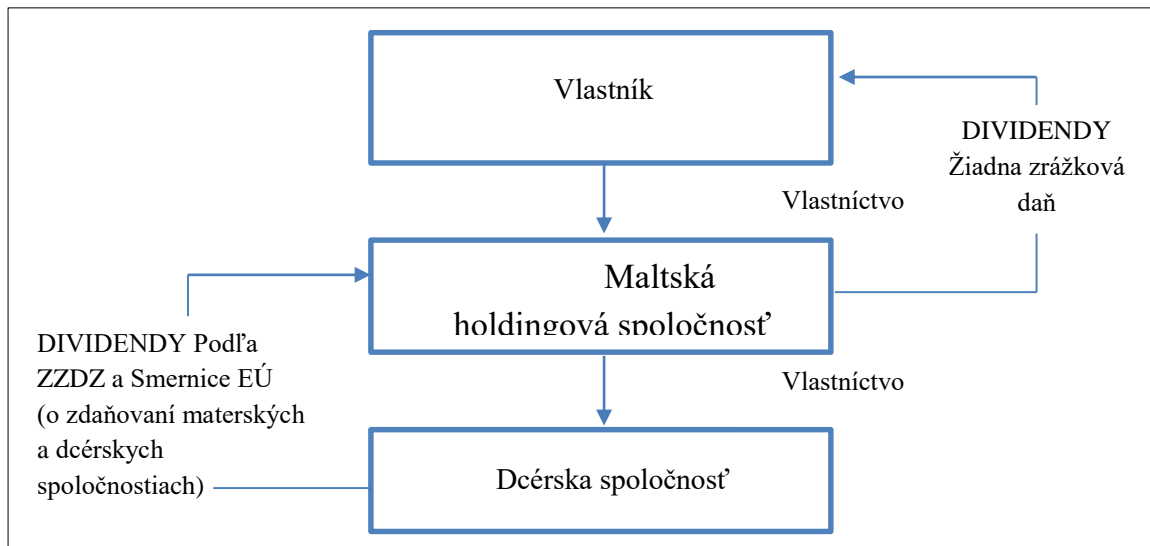 Vlastník
DIVIDENDY
Žiadna zrážková
daň
Vlastníctvo
Maltská
holdingová spoločnosť
DIVIDENDY Podľa
ZZDZ a Smernice EÚ
(o zdaňovaní materských
a dcérskych
spoločnostiach)
Vlastníctvo
Dcérska spoločnosť